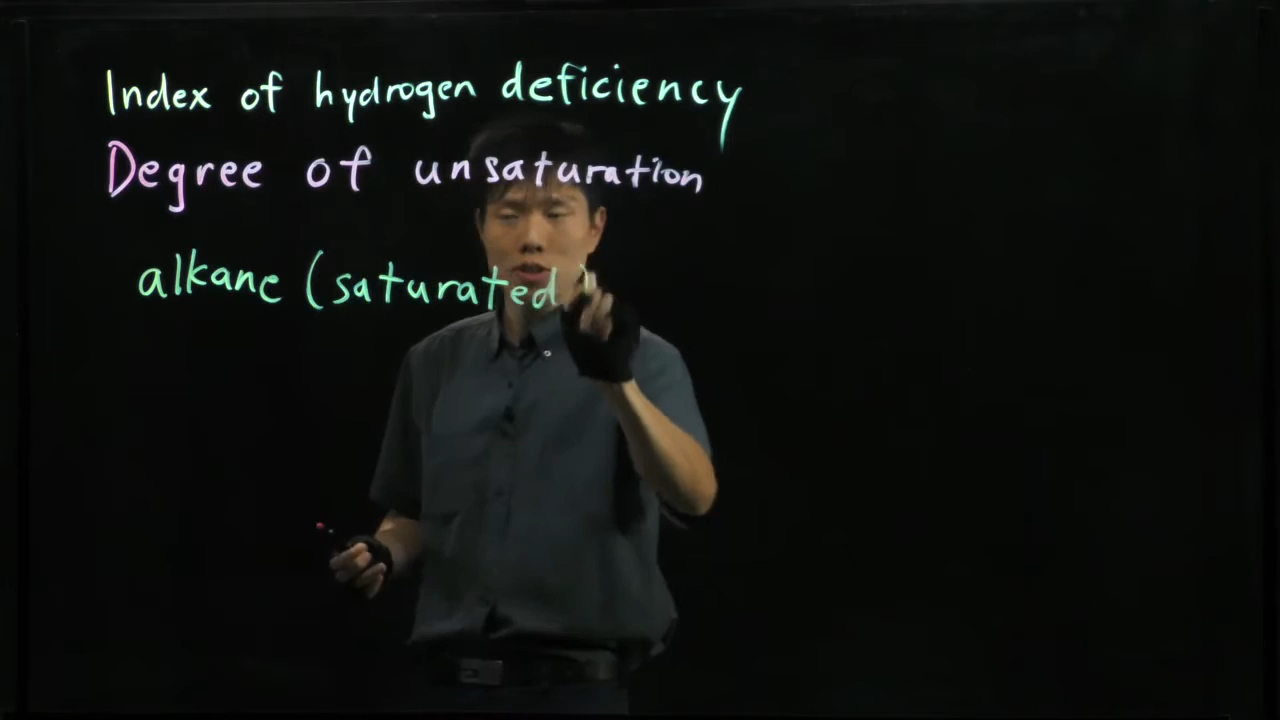 Index of hydrogen deficiency
Degree of unsaturation
alkane (saturated)